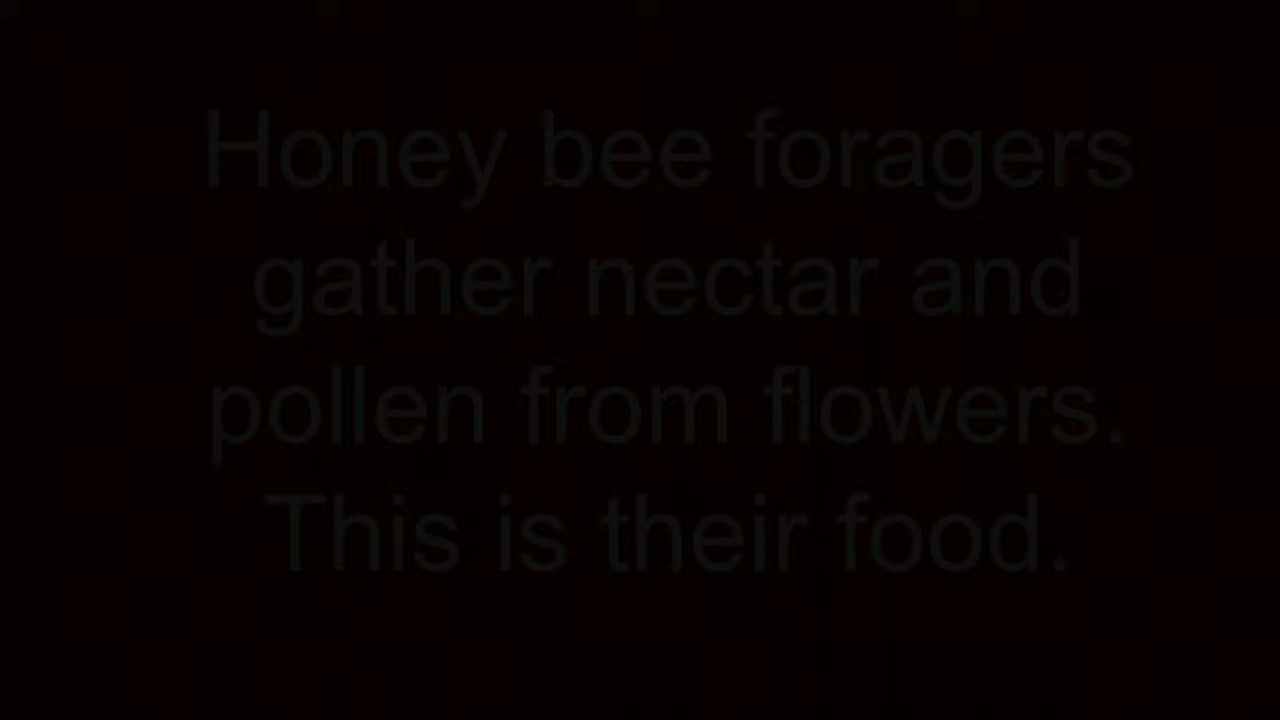 Honey bee foragers
gather nectar and
pollen from flowers.
This is their food.